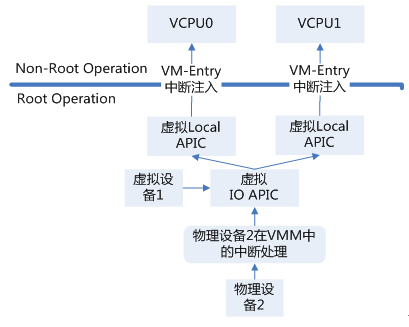 VCPU0
VCPU1
Non-Root Operation
VM-Entry
中断注入
VM-Entry
中断注入
Root Operation
虚拟Local
APIC
虚拟Local
APIC
虚拟设
备1
虚拟
IO APIC
物理设备2在VMM中
的中断处理
物理设
备2